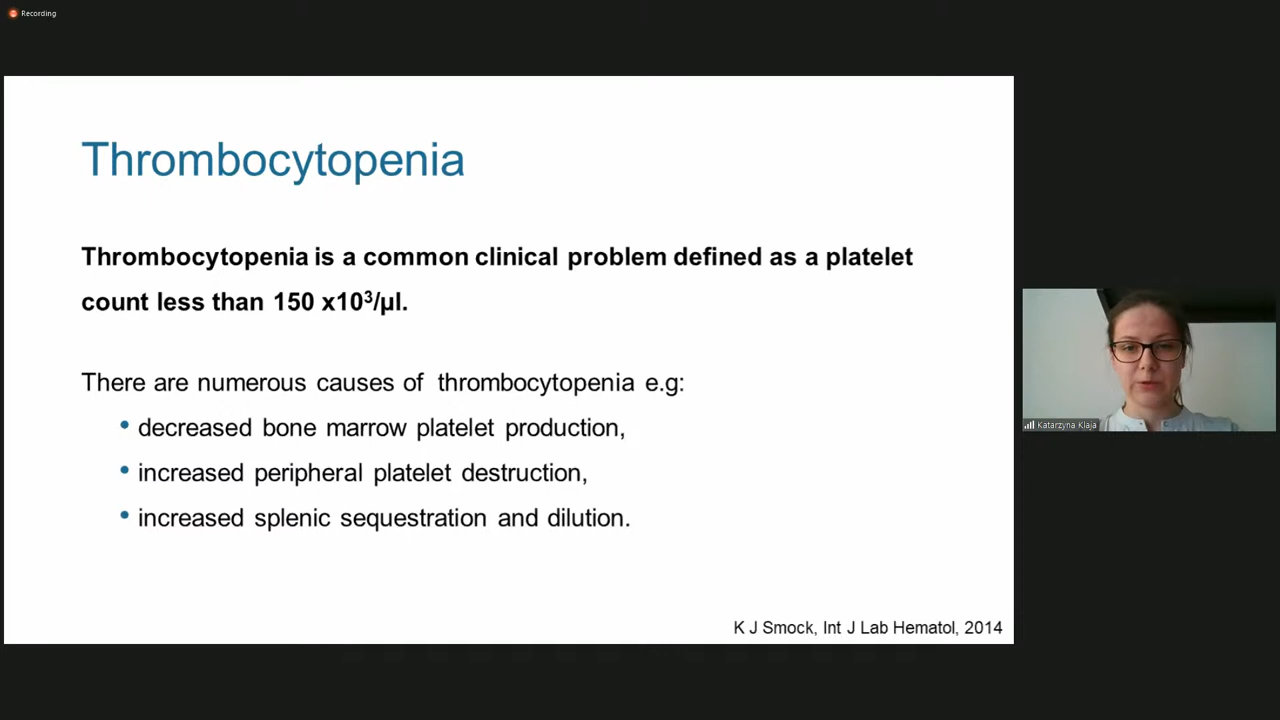 Recording
Thrombocytopenia
Thrombocytopenia is a common clinical problem defined as a platelet
count less than 150 x10³/µl.
There are numerous causes of thrombocytopenia e.g:
• decreased bone marrow platelet production,
• increased peripheral platelet destruction,
• increased splenic sequestration and dilution.
K J Smock, Int J Lab Hematol, 2014
Katarzyna Klaja